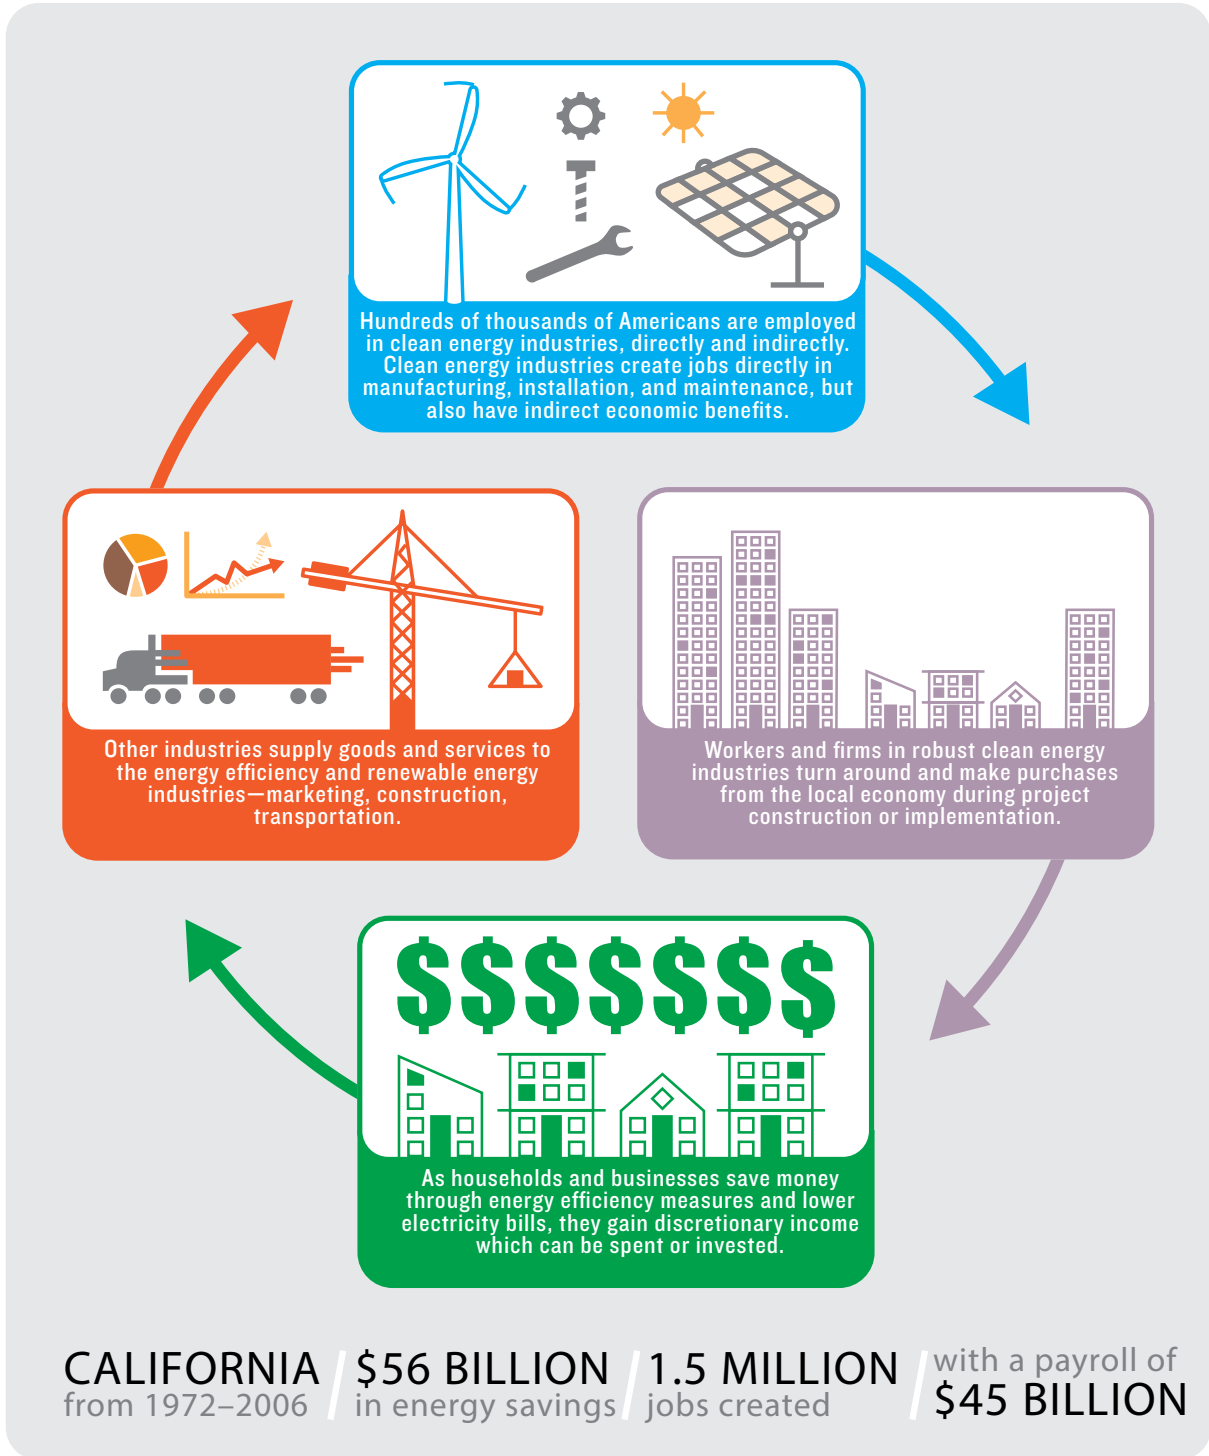 Hundreds of thousands of Americans are employed
in clean energy industries, directly and indirectly.
Clean energy industries create jobs directly in
manufacturing, installation, and maintenance, but
also have indirect economic benefits.
Other industries supply goods and services to
the energy efficiency and renewable energy
industries—marketing, construction,
transportation.
Workers and firms in robust clean energy
industries turn around and make purchases
from the local economy during project
construction or implementation.
$$$$$$$
As households and businesses save money
through energy efficiency measures and lower
electricity bills, they gain discretionary income
which can be spent or invested.
CALIFORNIA
from 1972–2006
$56 BILLION
in energy savings
1.5 MILLION
jobs created
with a payroll of
$45 BILLION